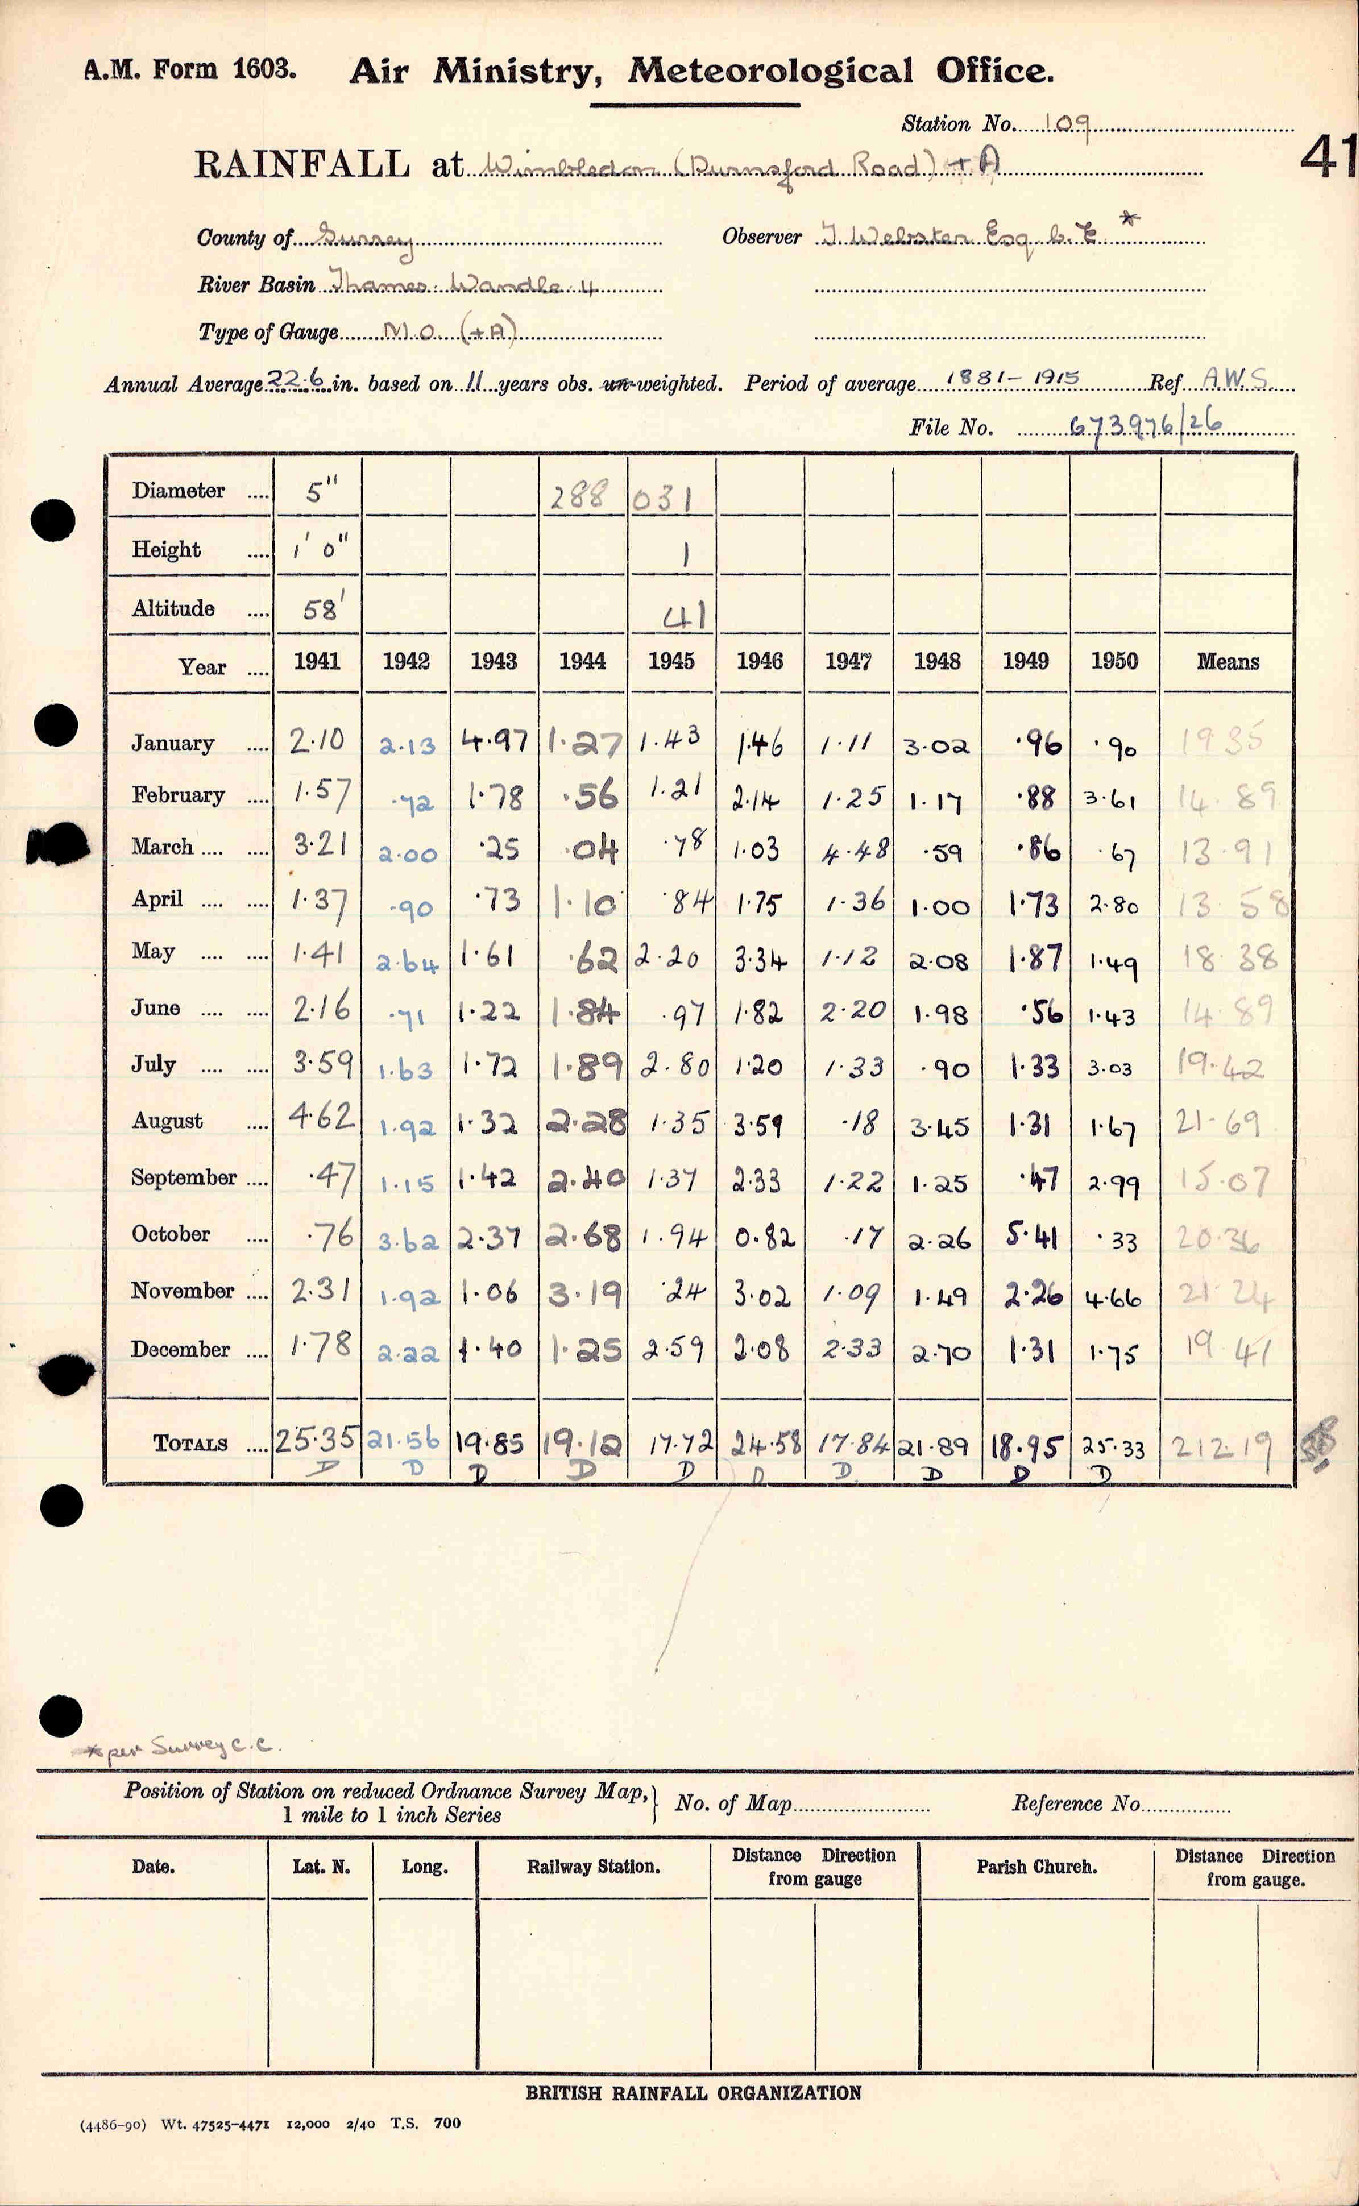 A.M. Form 1603. Air Ministry, Meteorological Office.
Station No. 109
41
RAINFALL at Wimbledon (Durnsford Road) + A
County of Surrey Observer J Webster Esq C.E *
River Basin Thames: Wandle 4
Type of Gauge M.O. (+A)
Annual Average 22.6 in. based on 11 years obs. un-weighted. Period of average 1881-1915 Ref A.W.S.
File No. 673976/26
Diameter .... 5" 288 031
Height .... 1' 0" 1
Altitude .... 58' 41
Year .... 1941 1942 1943 1944 1945 1946 1947 1948 1949 1950 Means
January .... 2.10 2.13 4.97 1.27 1.43 1.46 1.11 3.02 .96 .90 19 35
February .... 1.57 .72 1.78 .56 1.21 2.14 1.25 1.17 .88 3.61 14.89
March .... .... 3.21 2.00 .25 .04 .78 1.03 4.48 .59 .86 .67 13.91
April .... .... 1.37 .90 .73 1.10 .84 1.75 1.36 1.00 1.73 2.80 13.58
May .... .... 1.41 2.64 1.61 .62 2.20 3.34 1.12 2.08 1.87 1.49 18.38
June .... .... 2.16 .71 1.22 1.84 .97 1.82 2.20 1.98 .56 1.43 14.89
July .... .... 3.59 1.63 1.72 1.89 2.80 1.20 1.33 .90 1.33 3.03 19.42
August .... 4.62 1.92 1.32 2.28 1.35 3.59 .18 3.45 1.31 1.67 21.69
September .... .47 1.15 1.42 2.40 1.37 2.33 1.22 1.25 .47 2.99 15.07
October .... .76 3.62 2.37 2.68 1.94 0.82 .17 2.26 5.41 .33 20.36
November .... 2.31 1.92 1.06 3.19 .24 3.02 1.09 1.49 2.26 4.66 21.24
December .... 1.78 2.22 1.40 1.25 2.59 2.08 2.33 2.70 1.31 1.75 19.41
TOTALS .... 25.35 21.56 19.85 19.12 17.72 24.58 17.84 21.89 18.95 25.33 212.19
D D D D D D D D D D
*per Surrey C.C.
Position of Station on reduced Ordnance Survey Map, } No. of Map Reference No.
1 mile to 1 inch Series
Date. Lat. N. Long. Railway Station. Distance Direction from gauge Parish Church. Distance Direction from gauge.
BRITISH RAINFALL ORGANIZATION
(4486-90) Wt. 47525-4471 12,000 2/40 T.S. 700